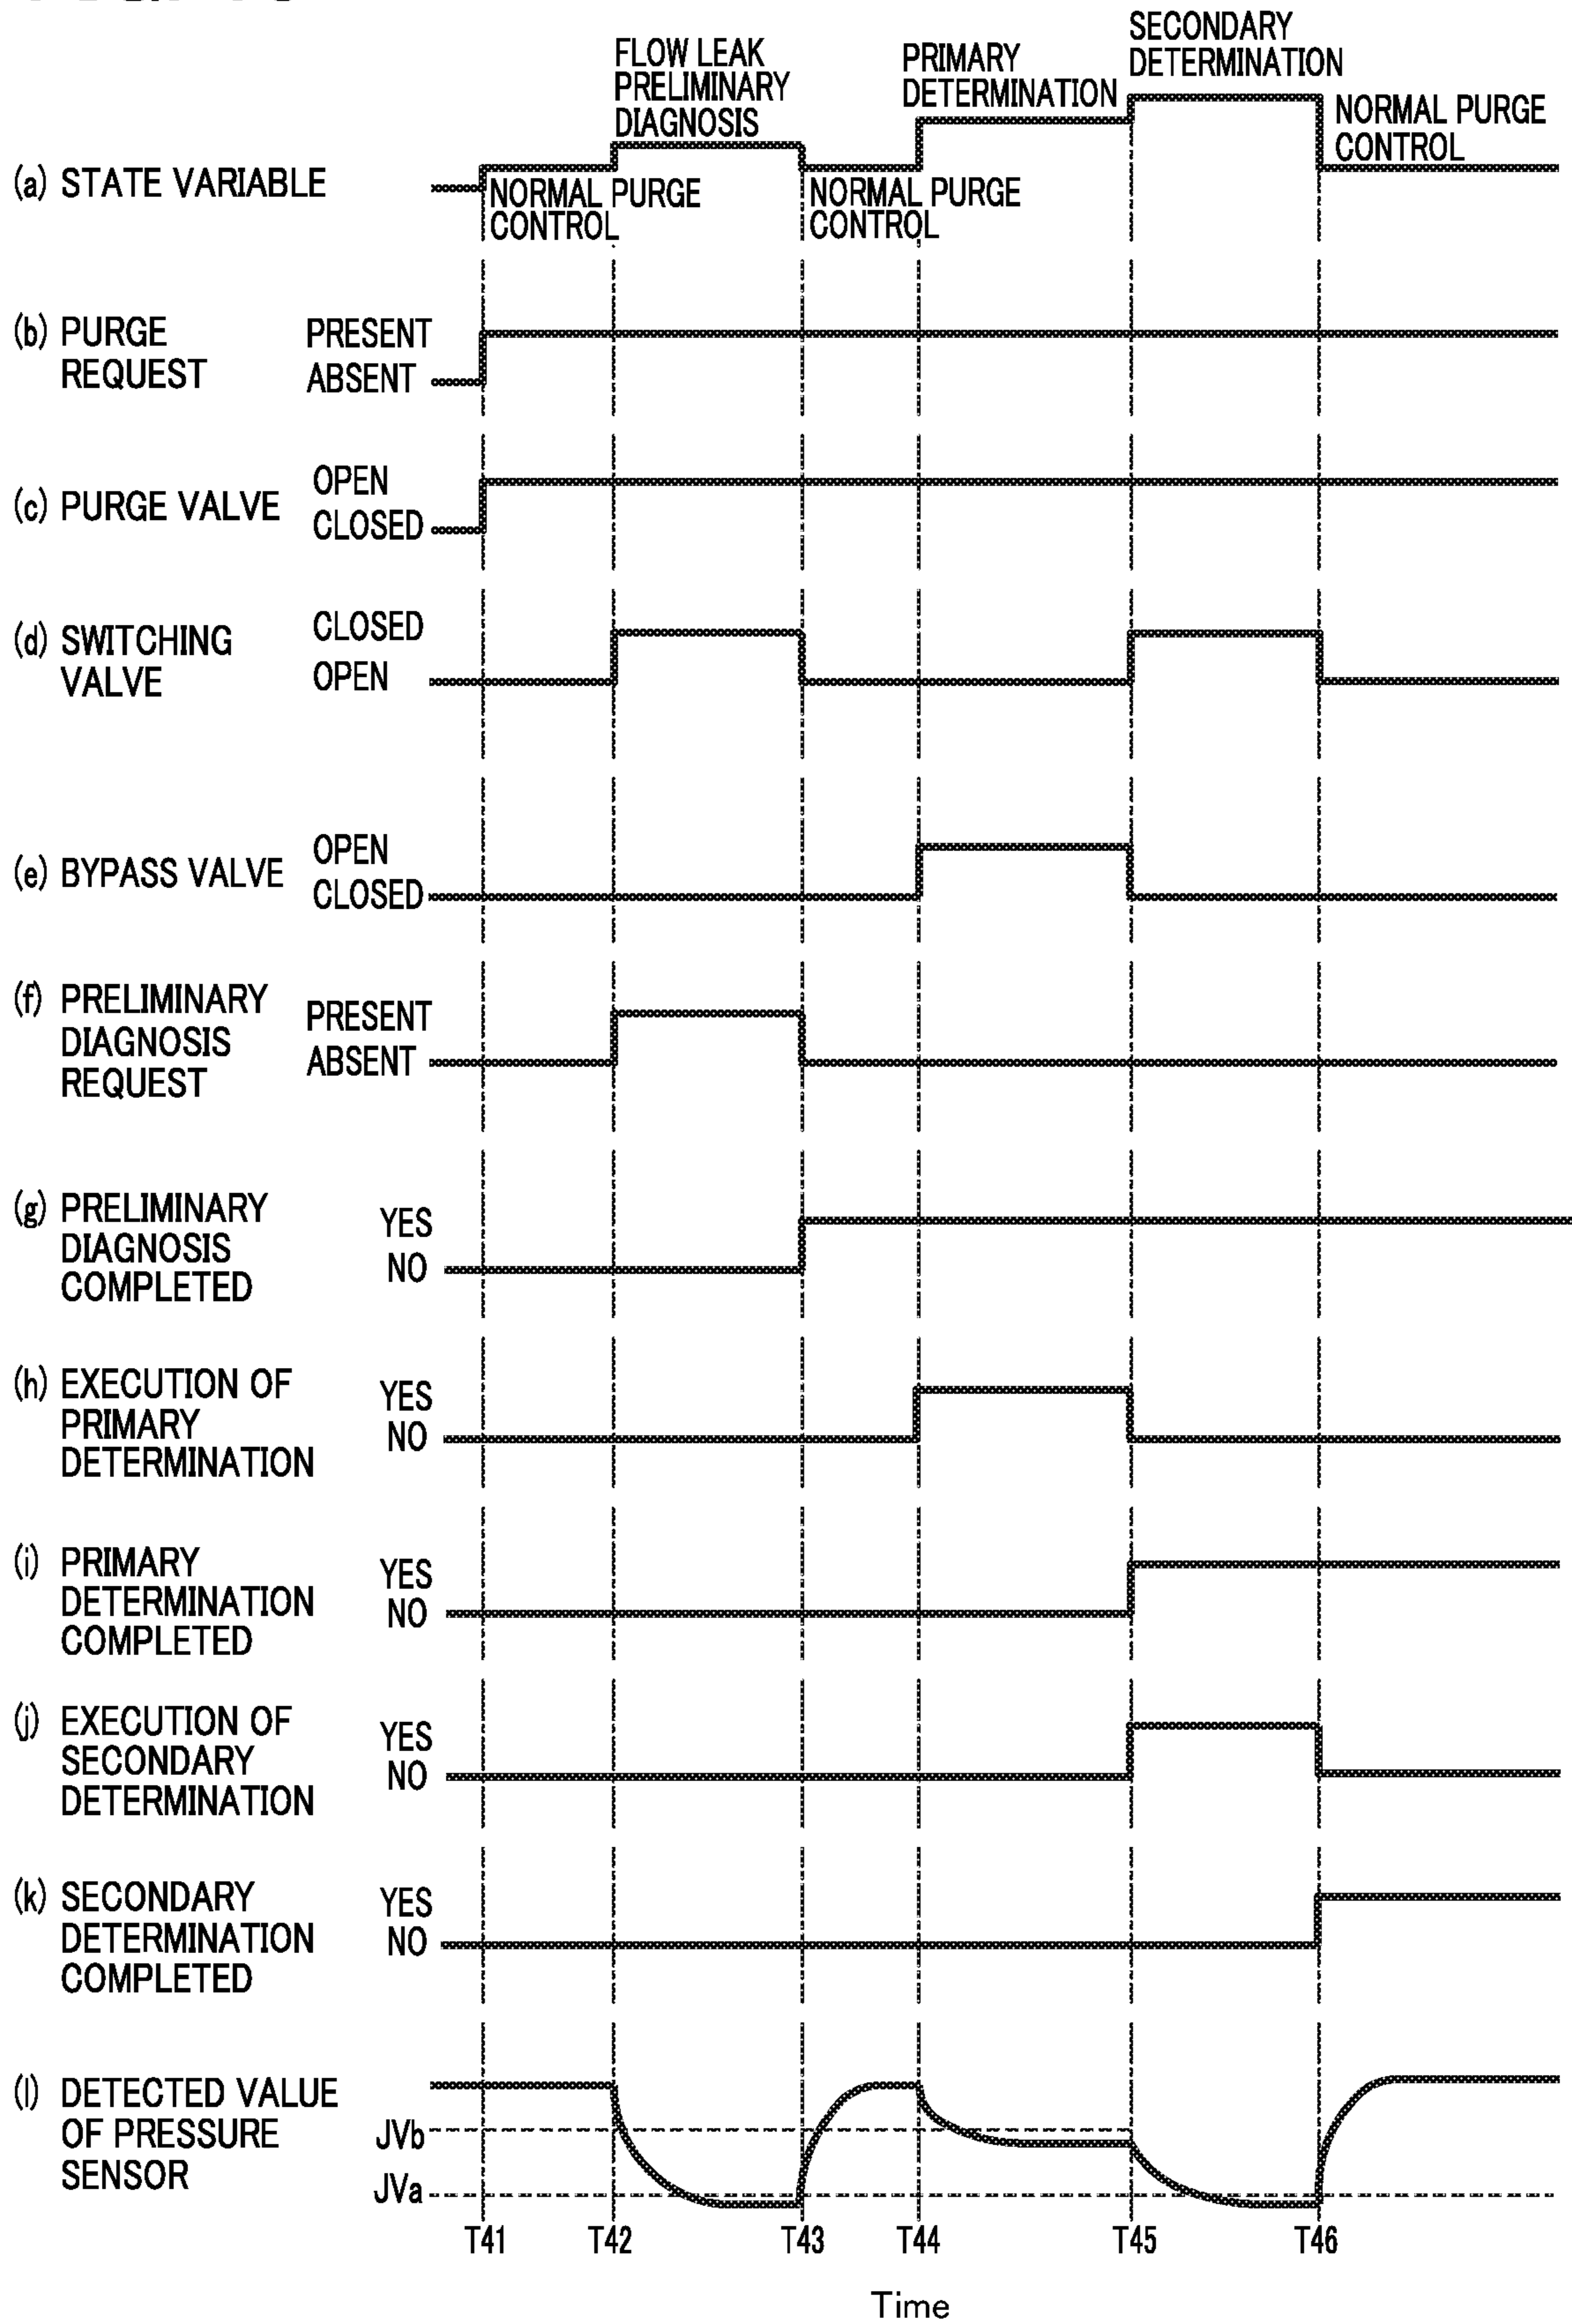 SECONDARY
DETERMINATION
FLOW LEAK
PRELIMINARY
DIAGNOSIS
PRIMARY
DETERMINATION
NORMAL PURGE
CONTROL
(a) STATE VARIABLE
NORMAL PURGE
CONTROL
NORMAL PURGE
CONTROL
(b) PURGE
REQUEST
PRESENT
ABSENT
(c) PURGE VALVE
OPEN
CLOSED
(d) SWITCHING
VALVE
CLOSED
OPEN
(e) BYPASS VALVE
OPEN
CLOSED
(f) PRELIMINARY
DIAGNOSIS
REQUEST
PRESENT
ABSENT
(g) PRELIMINARY
DIAGNOSIS
COMPLETED
YES
NO
(h) EXECUTION OF
PRIMARY
DETERMINATION
YES
NO
(i) PRIMARY
DETERMINATION
COMPLETED
YES
NO
(j) EXECUTION OF
SECONDARY
DETERMINATION
YES
NO
(k) SECONDARY
DETERMINATION
COMPLETED
YES
NO
(l) DETECTED VALUE
OF PRESSURE
SENSOR
JVb
JVa
T41 T42 T43 T44 T45 T46
Time